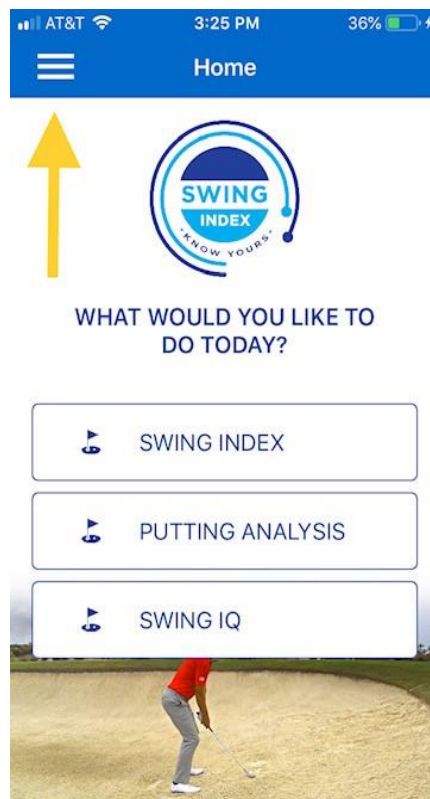 AT&T 3:25 PM 36%
Home
SWING
INDEX
·KNOW YOURS·
WHAT WOULD YOU LIKE TO
DO TODAY?
SWING INDEX
PUTTING ANALYSIS
SWING IQ